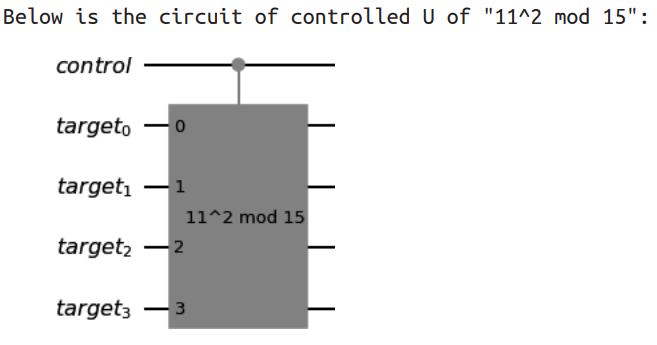 Below is the circuit of controlled U of "11^2 mod 15":
control
target₀ 0
target₁ 1
11^2 mod 15
target₂ 2
target₃ 3